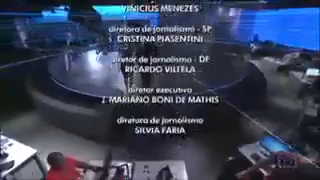 VINICIUS MENEZES
diretora de jornalismo - SP
CRISTINA PIASENTINI
diretor de jornalismo - DF
RICARDO VILLELA
diretor executivo
J. MARIANO BONI DE MATHIS
diretora de jornalismo
SILVIA FARIA